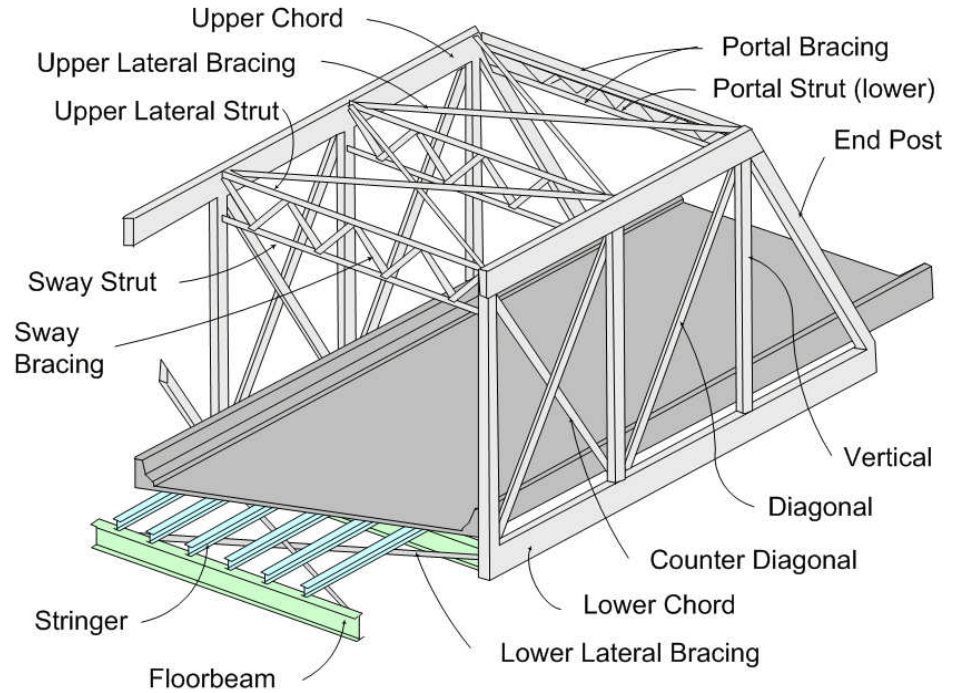 Upper Chord
Upper Lateral Bracing
Upper Lateral Strut
Portal Bracing
Portal Strut (lower)
End Post
Sway Strut
Sway
Bracing
Vertical
Diagonal
Counter Diagonal
Lower Chord
Stringer
Lower Lateral Bracing
Floorbeam